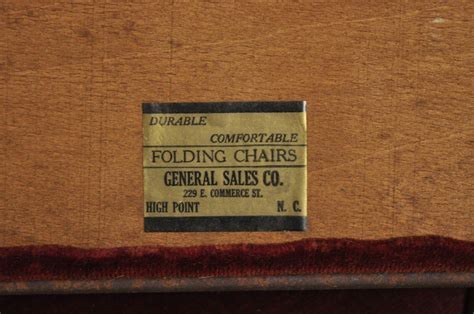 DURABLE
COMFORTABLE
FOLDING CHAIRS
GENERAL SALES CO.
229 E. COMMERCE ST.
HIGH POINT N. C.